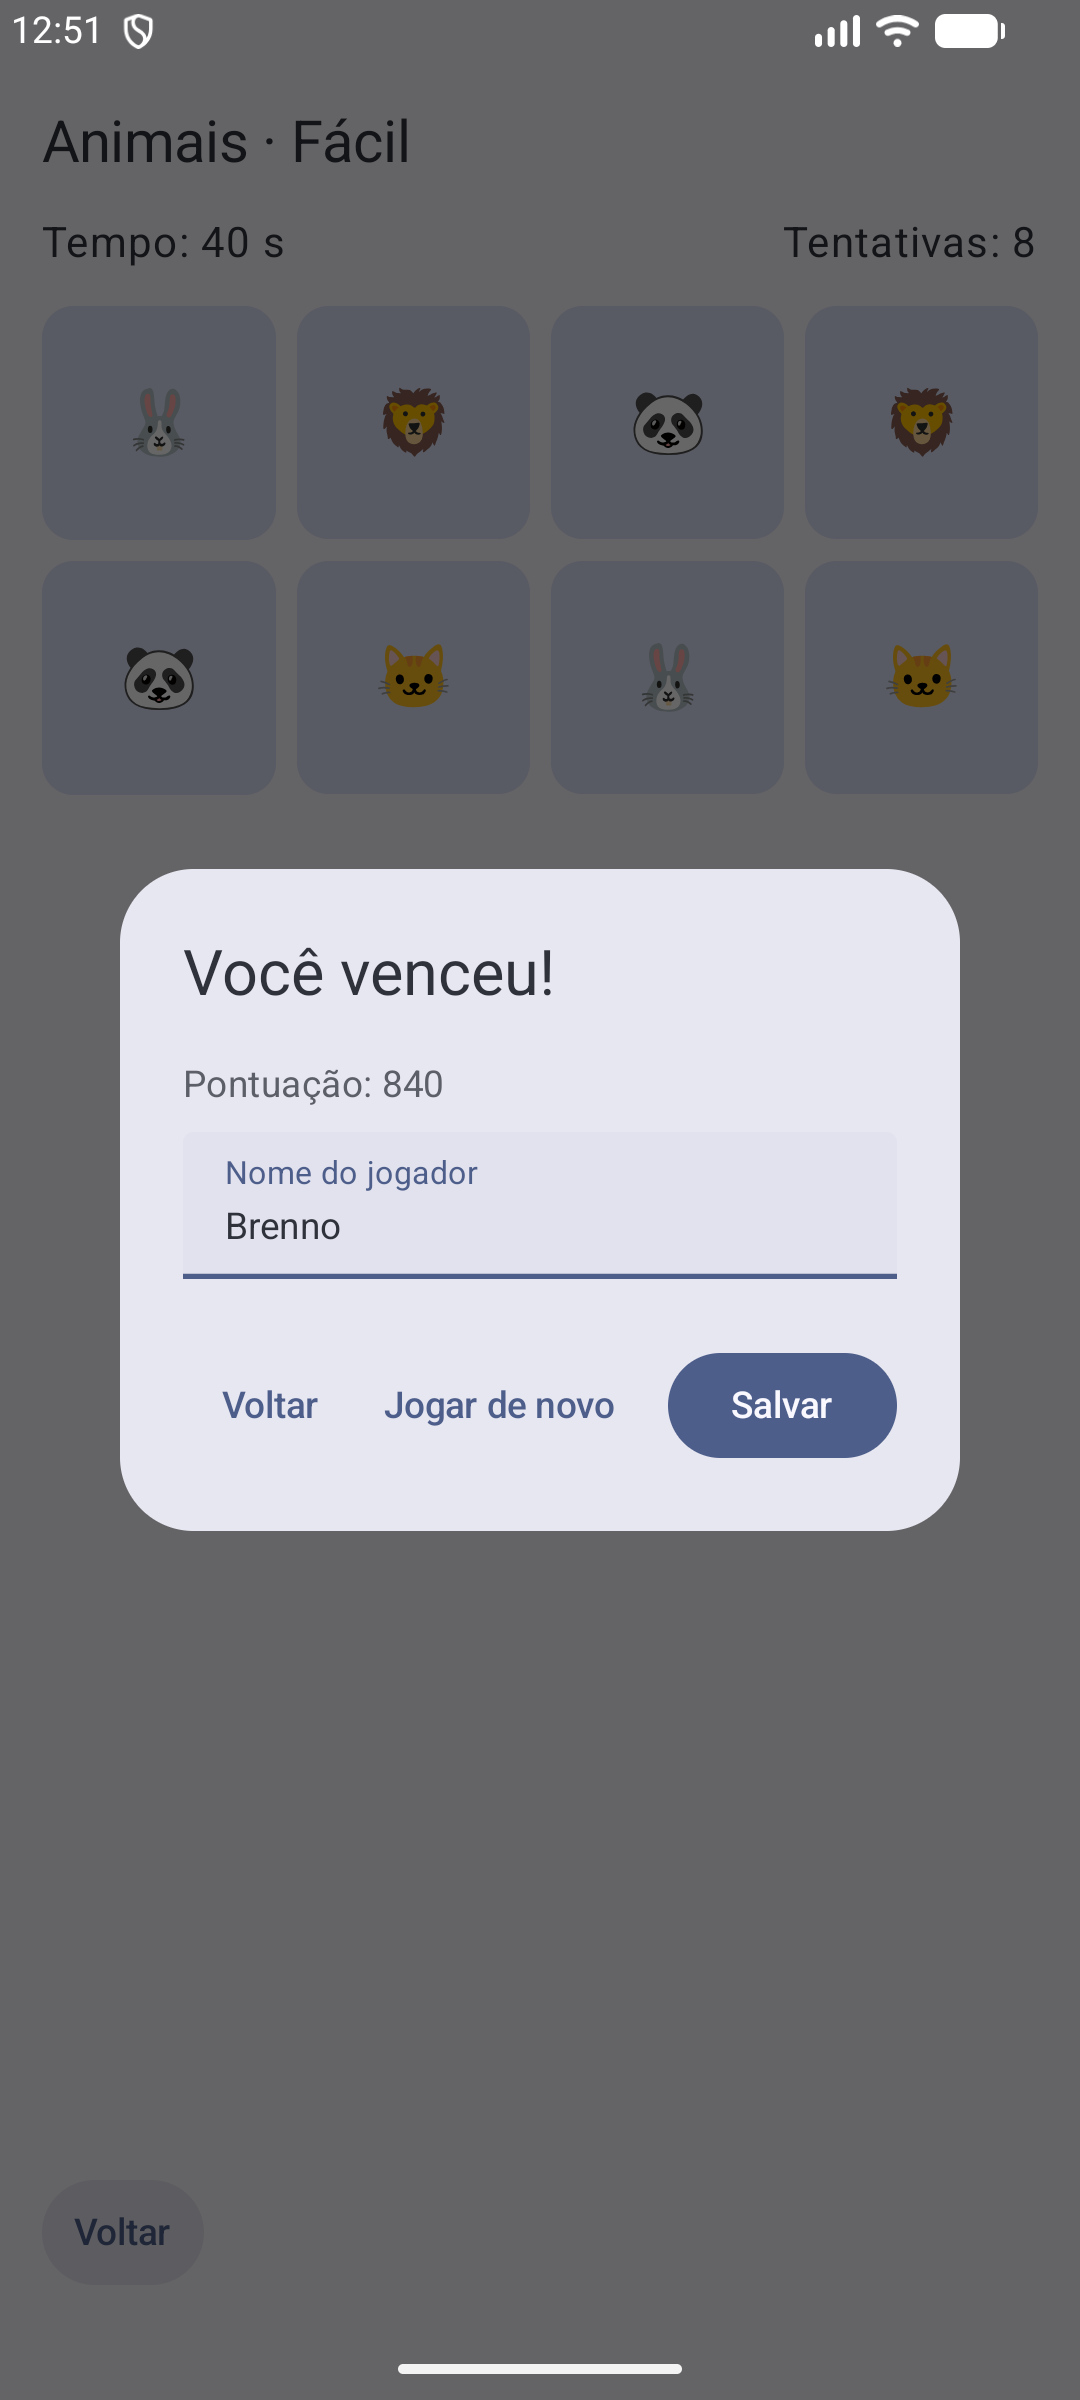 12:51
Animais · Fácil
Tempo: 40 s
Tentativas: 8
Você venceu!
Pontuação: 840
Nome do jogador
Brenno
Voltar
Jogar de novo
Salvar
Voltar